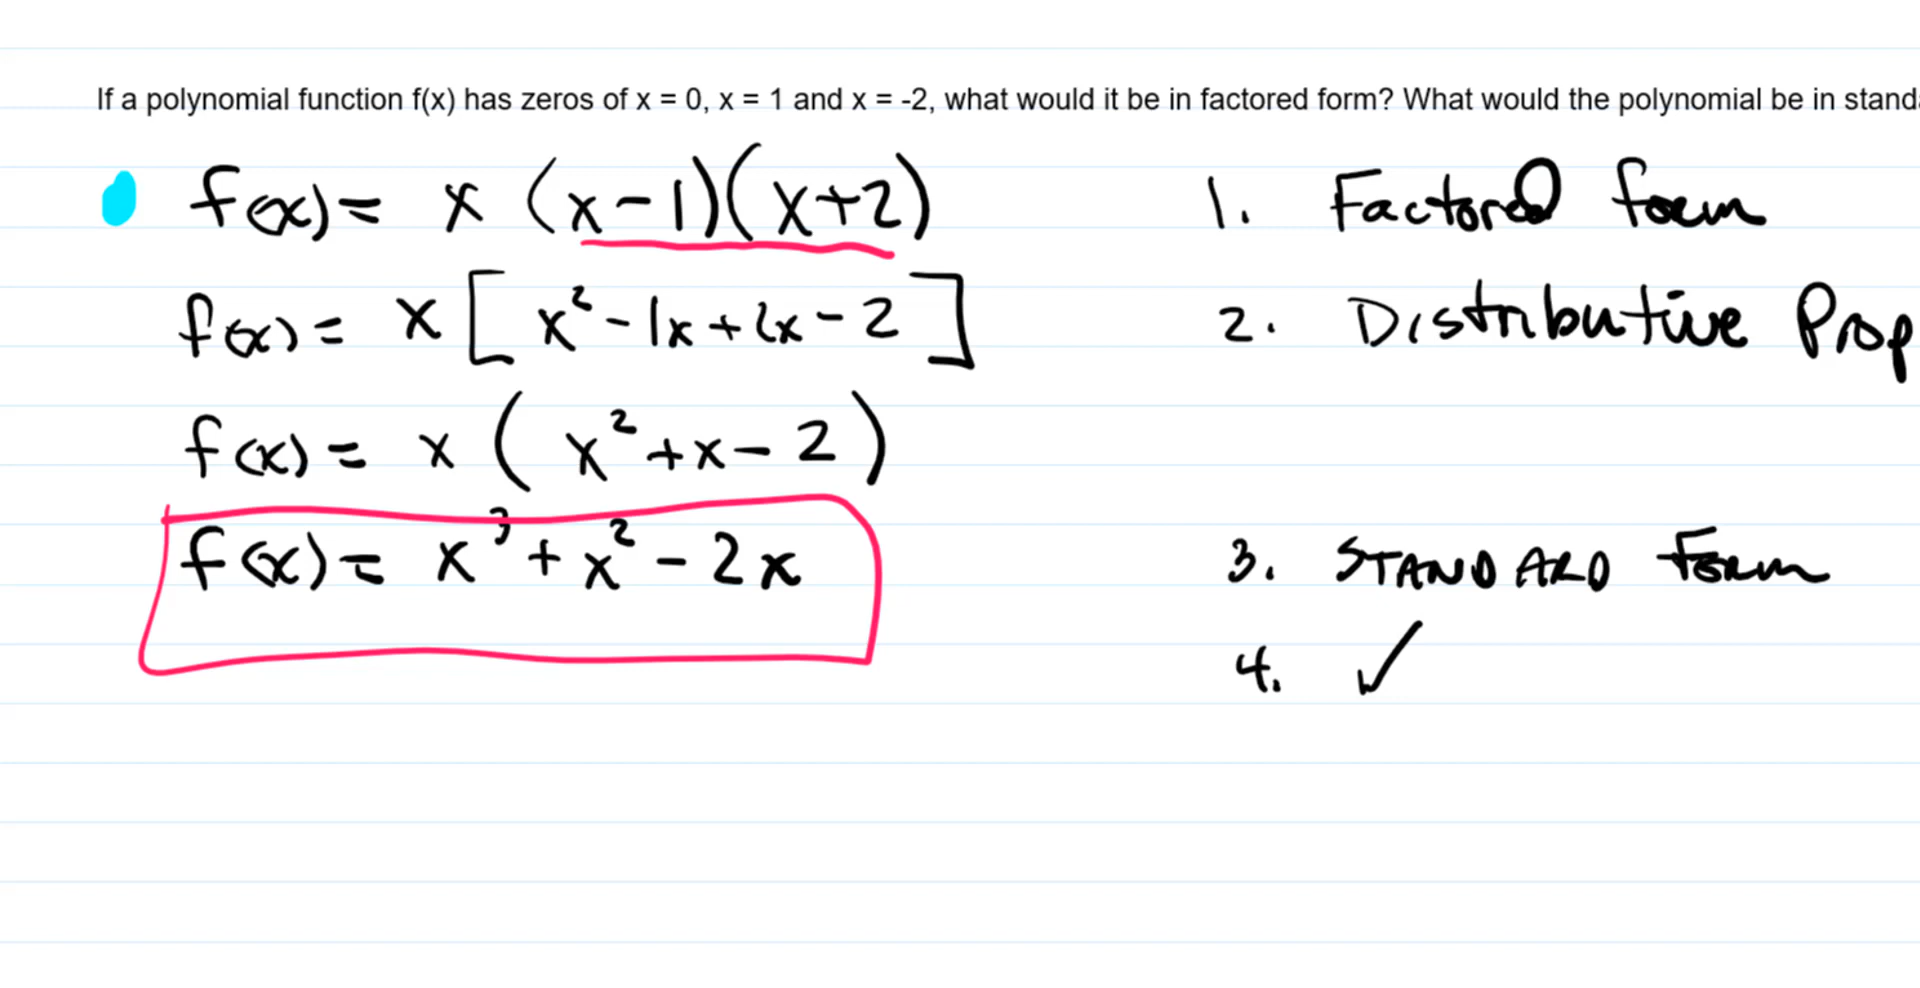 If a polynomial function f(x) has zeros of x = 0, x = 1 and x = -2, what would it be in factored form? What would the polynomial be in stand
f(x) = x (x-1)(x+2)
1. Factored form
f(x) = x [ x² - 1x + 2x - 2 ]
2. Distributive Prop
f(x) = x ( x² + x - 2 )
f(x) = x³ + x² - 2x
3. STANDARD Form
4. ✓